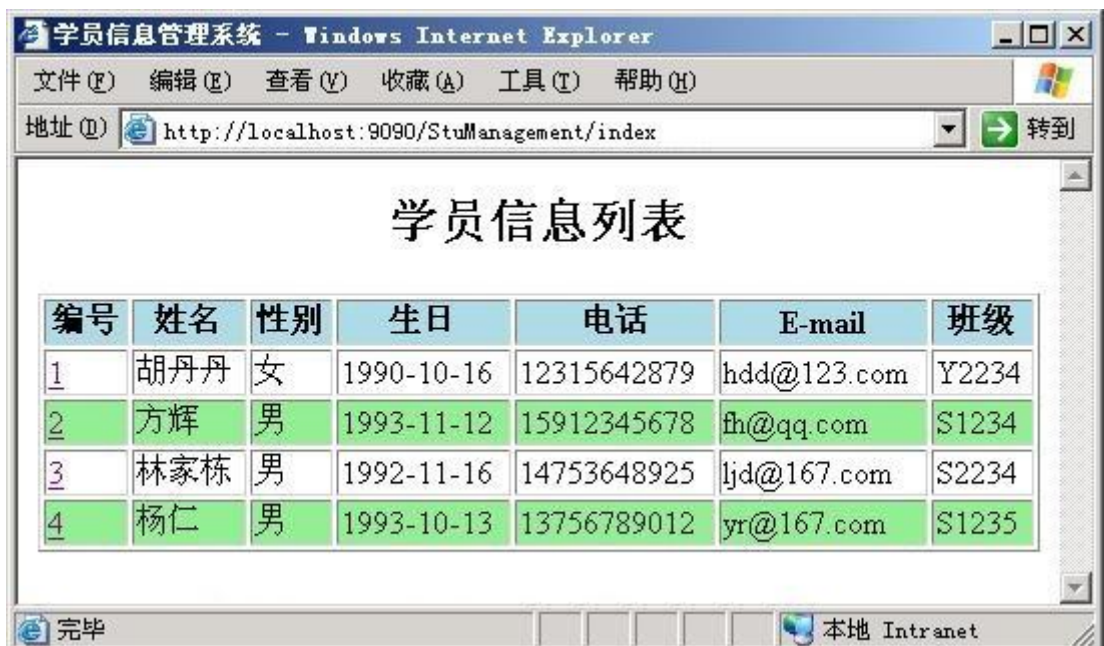 学员信息管理系统 - Windows Internet Explorer
文件(F) 编辑(E) 查看(V) 收藏(A) 工具(T) 帮助(H)
地址(D) http://localhost:9090/StuManagement/index 转到
学员信息列表
编号 姓名 性别 生日 电话 E-mail 班级
1 胡丹丹 女 1990-10-16 12315642879 hdd@123.com Y2234
2 方辉 男 1993-11-12 15912345678 fh@qq.com S1234
3 林家栋 男 1992-11-16 14753648925 ljd@167.com S2234
4 杨仁 男 1993-10-13 13756789012 yr@167.com S1235
完毕 本地 Intranet